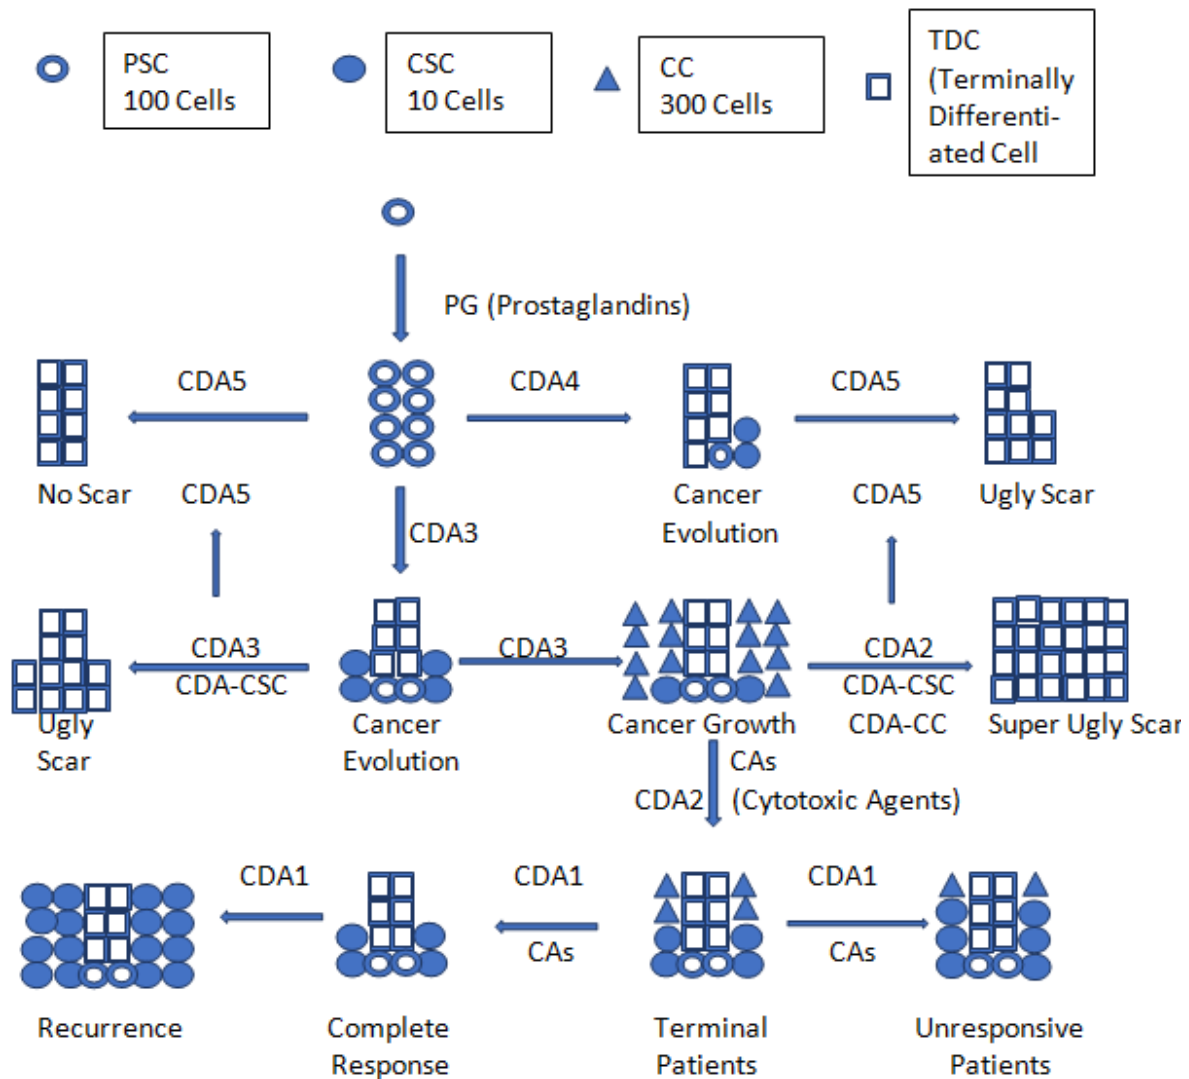 PSC
100 Cells
CSC
10 Cells
CC
300 Cells
TDC
(Terminally
Differenti-
ated Cell
PG (Prostaglandins)
CDA5
CDA4
CDA5
No Scar
CDA5
Cancer
Evolution
CDA5
Ugly Scar
CDA3
CDA3
CDA-CSC
CDA3
CDA2
CDA-CSC
CDA-CC
Ugly
Scar
Cancer
Evolution
Cancer Growth
Super Ugly Scar
CAs
CDA2
(Cytotoxic Agents)
CDA1
CDA1
CAs
CDA1
CAs
Recurrence
Complete
Response
Terminal
Patients
Unresponsive
Patients